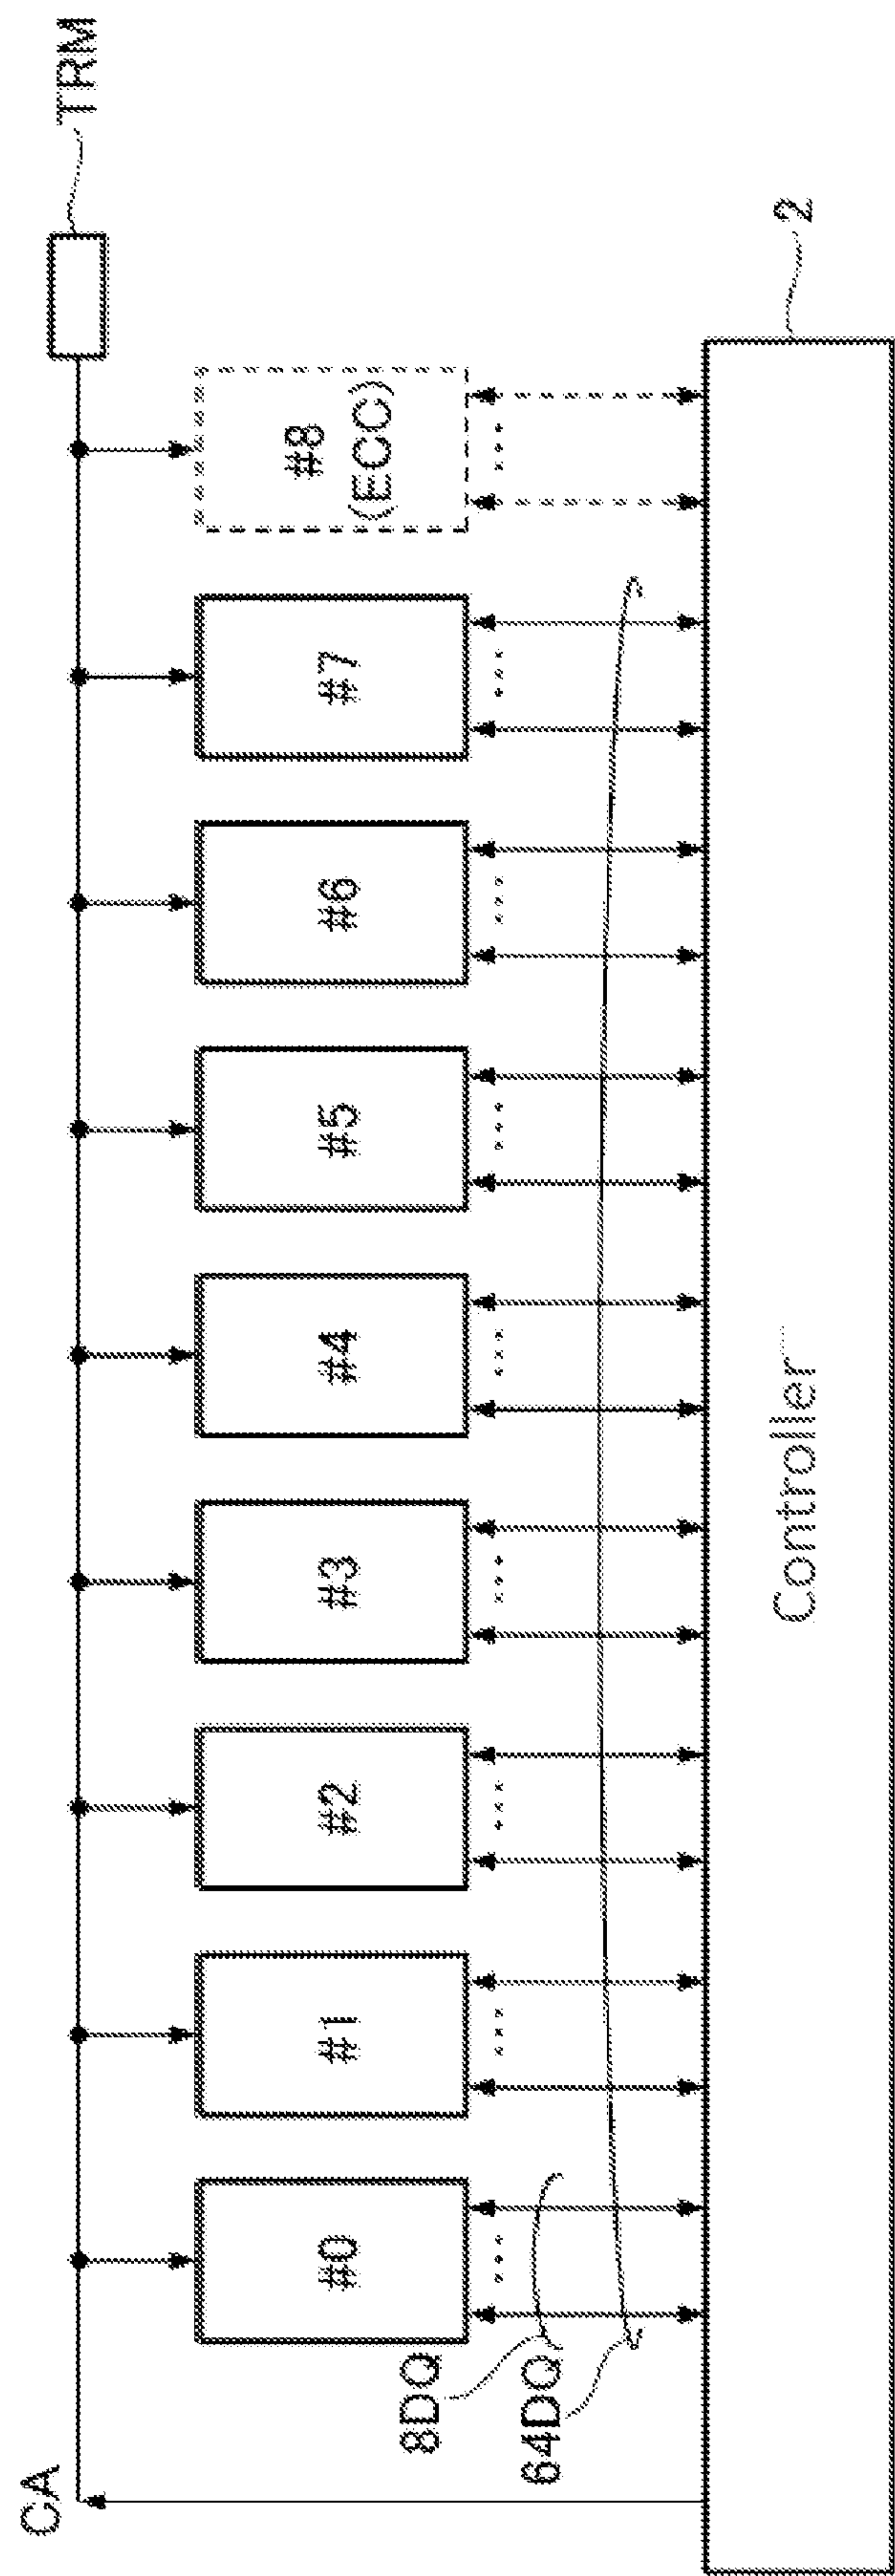 CA
TRM
#0
#1
#2
#3
#4
#5
#6
#7
#8
(ECC)
8DQ
64DQ
Controller
2